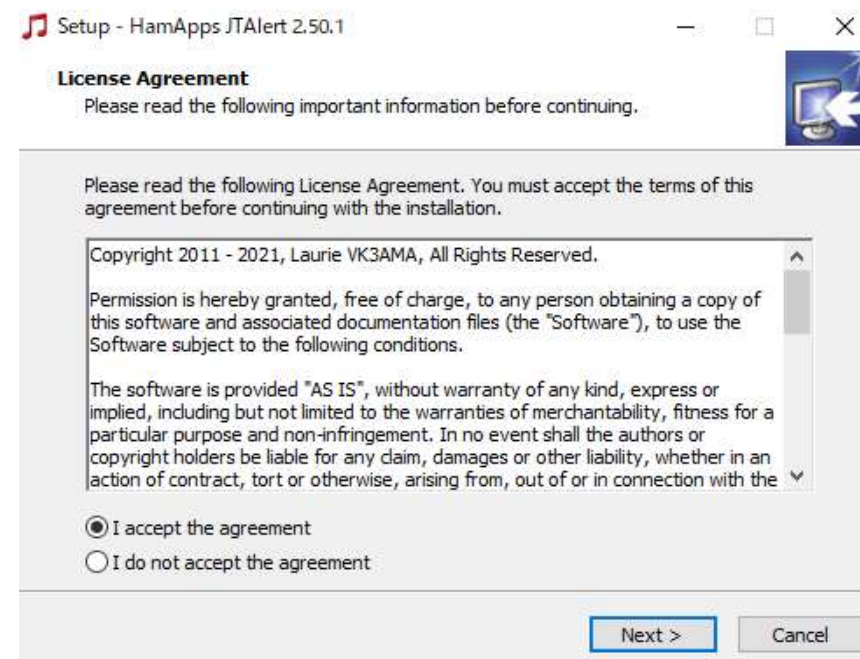 Setup - HamApps JTAlert 2.50.1
License Agreement
Please read the following important information before continuing.
Please read the following License Agreement. You must accept the terms of this
agreement before continuing with the installation.
Copyright 2011 - 2021, Laurie VK3AMA, All Rights Reserved.
Permission is hereby granted, free of charge, to any person obtaining a copy of
this software and associated documentation files (the "Software"), to use the
Software subject to the following conditions.
The software is provided "AS IS", without warranty of any kind, express or
implied, including but not limited to the warranties of merchantability, fitness for a
particular purpose and non-infringement. In no event shall the authors or
copyright holders be liable for any claim, damages or other liability, whether in an
action of contract, tort or otherwise, arising from, out of or in connection with the
I accept the agreement
I do not accept the agreement
Next >
Cancel